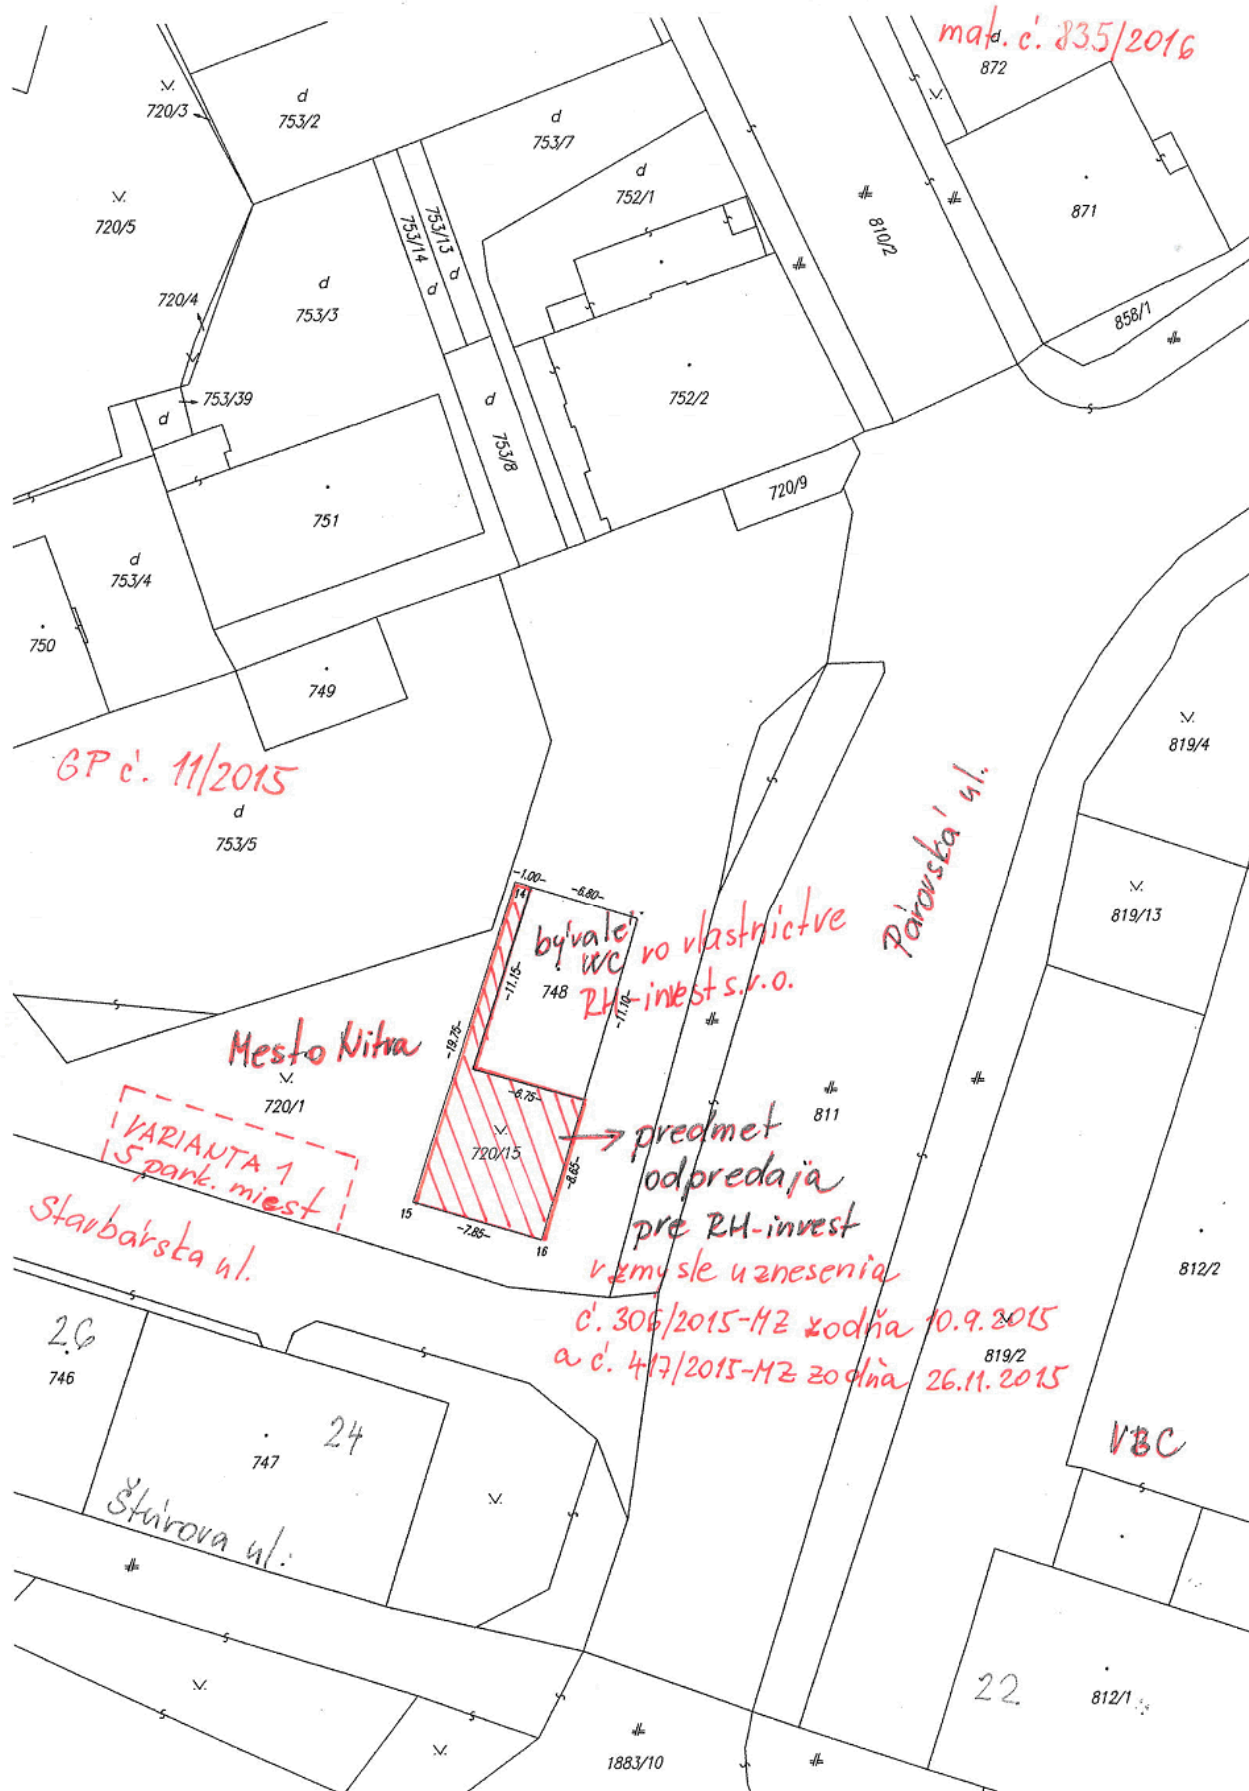 mat. č. 835/2016
d
872
720/3
d
753/2
d
753/7
d
752/1
720/5
753/14
753/13
d
d
810/2
871
720/4
d
753/3
858/1
753/39
d
d
753/8
752/2
751
720/9
d
753/4
750
749
819/4
GP č. 11/2015
d
753/5
Párovská ul.
819/13
-1.00-
14
-6.80-
bývalé
WC vo vlastníctve
748
RH-invest s.r.o.
-11.15-
-11.10-
-19.75-
Mesto Nitra
720/1
-6.75-
811
720/15
predmet
odpredaja
pre RH-invest
VARIANTA 1
5 park. miest
-8.65-
15
-7.85-
16
Stavbárska ul.
v zmysle uznesenia
č. 306/2015-MZ zo dňa 10.9.2015
a č. 417/2015-MZ zo dňa 26.11.2015
812/2
819/2
26
746
24
747
VBC
Štúrova ul.
22
812/1
1883/10